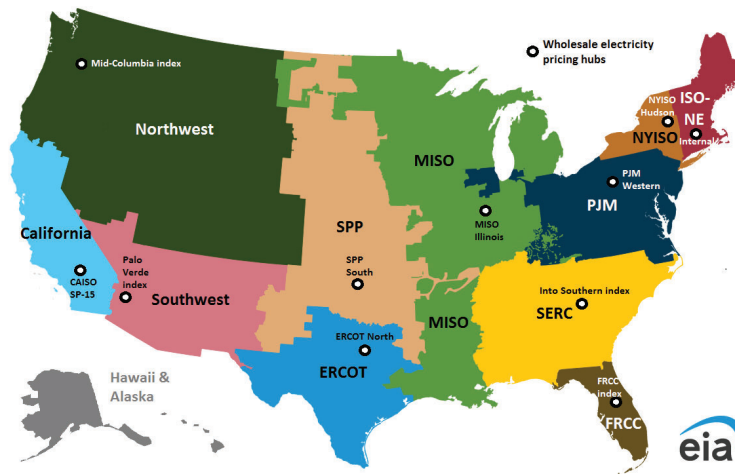 Mid-Columbia index
Wholesale electricity
pricing hubs
Northwest
MISO
NYISO
Hudson
ISO-
NE
NYISO
Internal
PJM
Western
PJM
California
CAISO
SP-15
Palo
Verde
index
Southwest
SPP
SPP
South
MISO
Illinois
MISO
Into Southern index
SERC
ERCOT North
ERCOT
Hawaii &
Alaska
FRCC
index
FRCC
eia